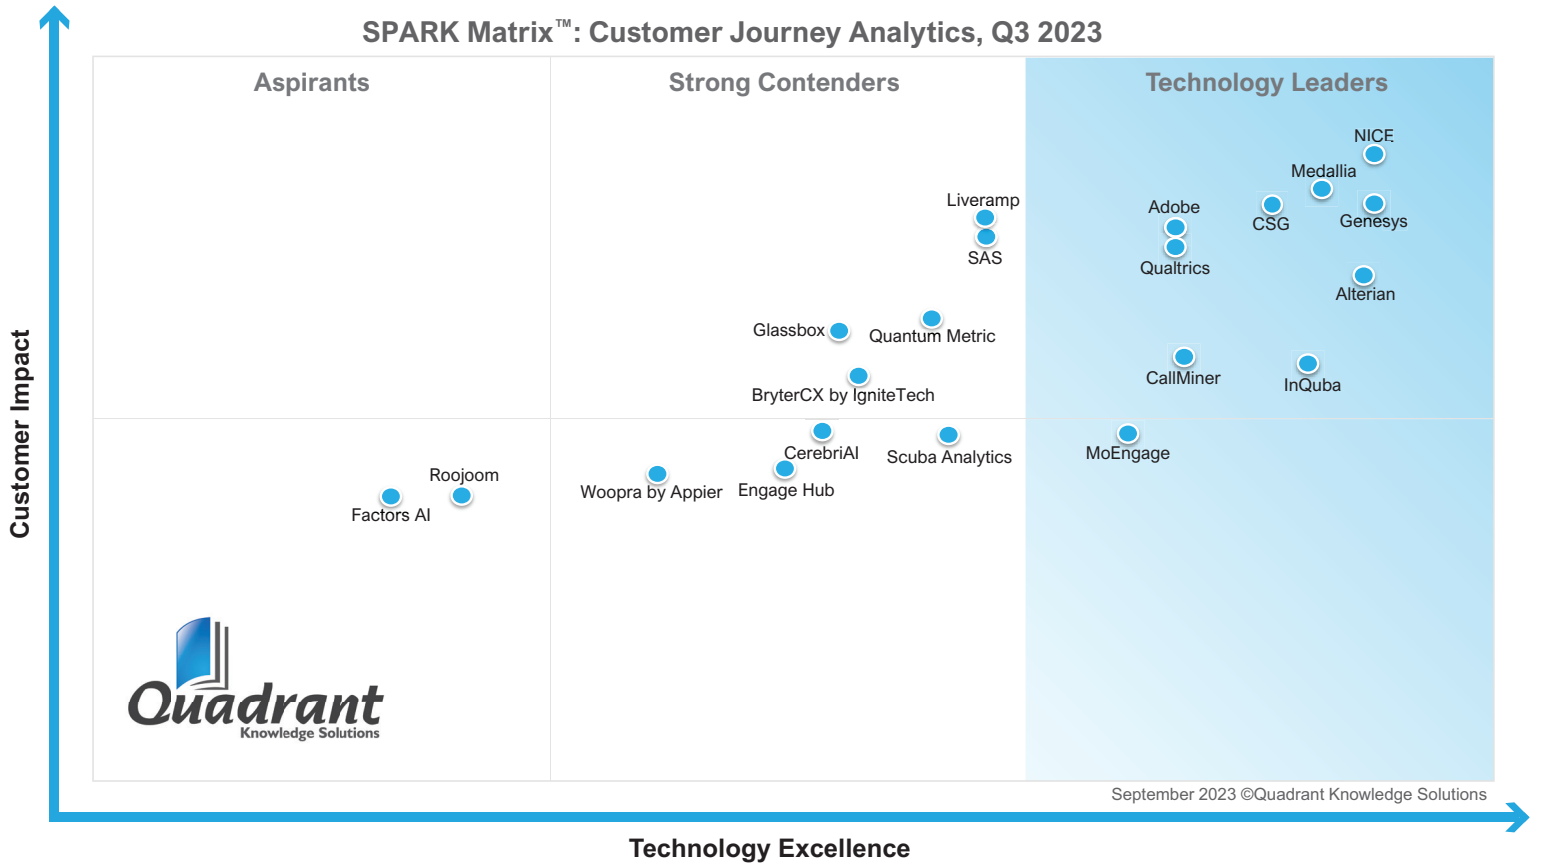 SPARK Matrix™: Customer Journey Analytics, Q3 2023
Aspirants
Strong Contenders
Technology Leaders
NICE
Medallia
Liveramp
Adobe
CSG
Genesys
SAS
Qualtrics
Alterian
Glassbox
Quantum Metric
CallMiner
InQuba
BryterCX by IgniteTech
Customer Impact
CerebriAI
Scuba Analytics
MoEngage
Roojoom
Woopra by Appier
Engage Hub
Factors AI
Quadrant
Knowledge Solutions
September 2023 ©Quadrant Knowledge Solutions
Technology Excellence